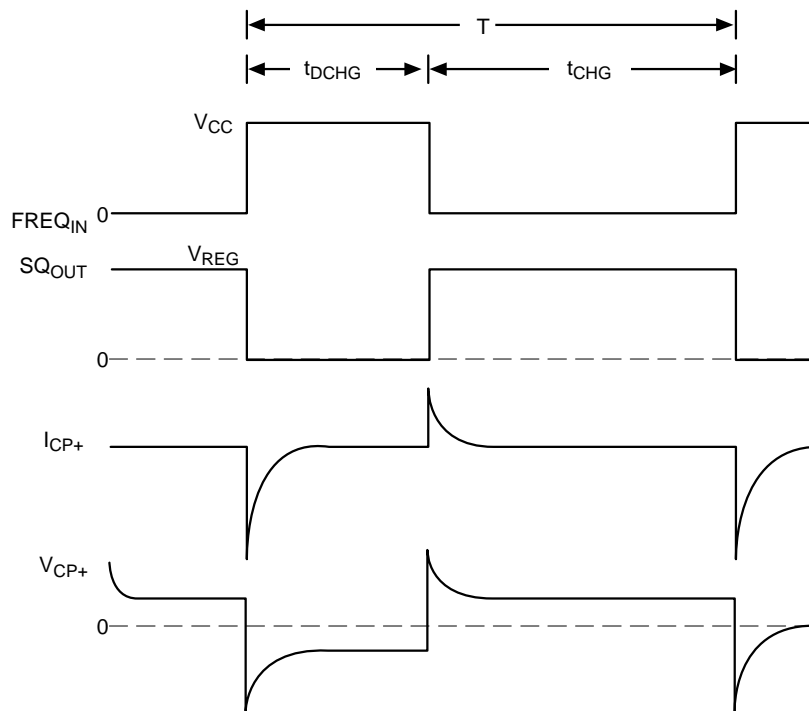 T
tDCHG tCHG
VCC
0
FREQIN
VREG
SQOUT
0
ICP+
VCP+
0